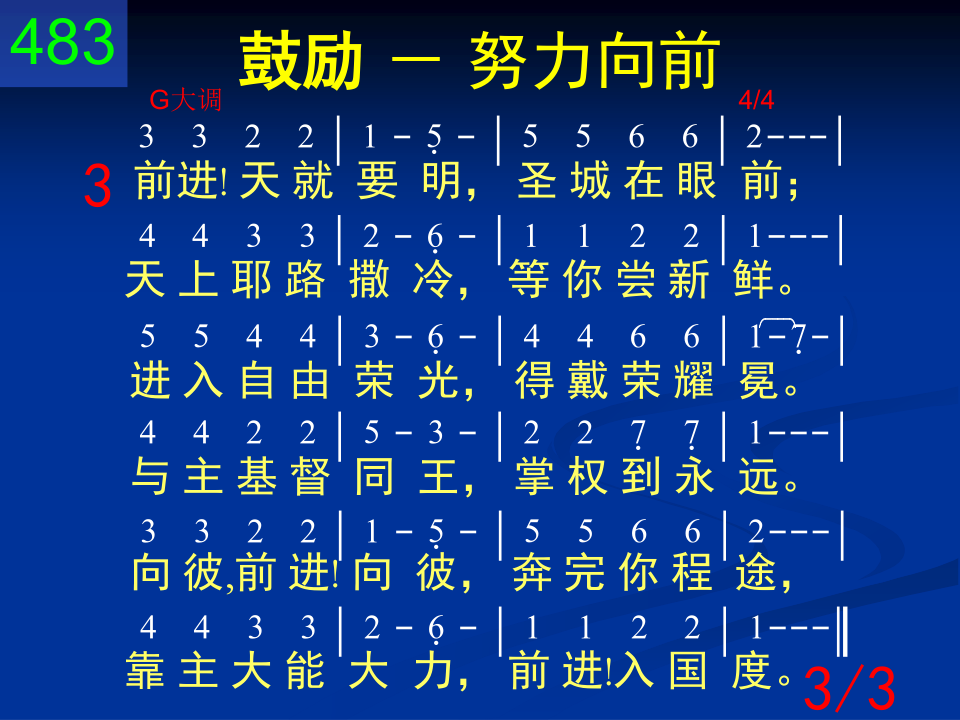 483
鼓励 － 努力向前
G大调 4/4
3 3 2 2 | 1 - 5̣ - | 5 5 6 6 | 2--- |
3 前进! 天 就 要 明， 圣 城 在 眼 前；
4 4 3 3 | 2 - 6̣ - | 1 1 2 2 | 1--- |
天 上 耶 路 撒 冷， 等 你 尝 新 鲜。
5 5 4 4 | 3 - 6̣ - | 4 4 6 6 | 1-7̣- |
进 入 自 由 荣 光， 得 戴 荣 耀 冕。
4 4 2 2 | 5 - 3 - | 2 2 7̣ 7̣ | 1--- |
与 主 基 督 同 王， 掌 权 到 永 远。
3 3 2 2 | 1 - 5̣ - | 5 5 6 6 | 2--- |
向 彼,前 进! 向 彼， 奔 完 你 程 途，
4 4 3 3 | 2 - 6̣ - | 1 1 2 2 | 1---‖
靠 主 大 能 大 力， 前 进!入 国 度。
3/3